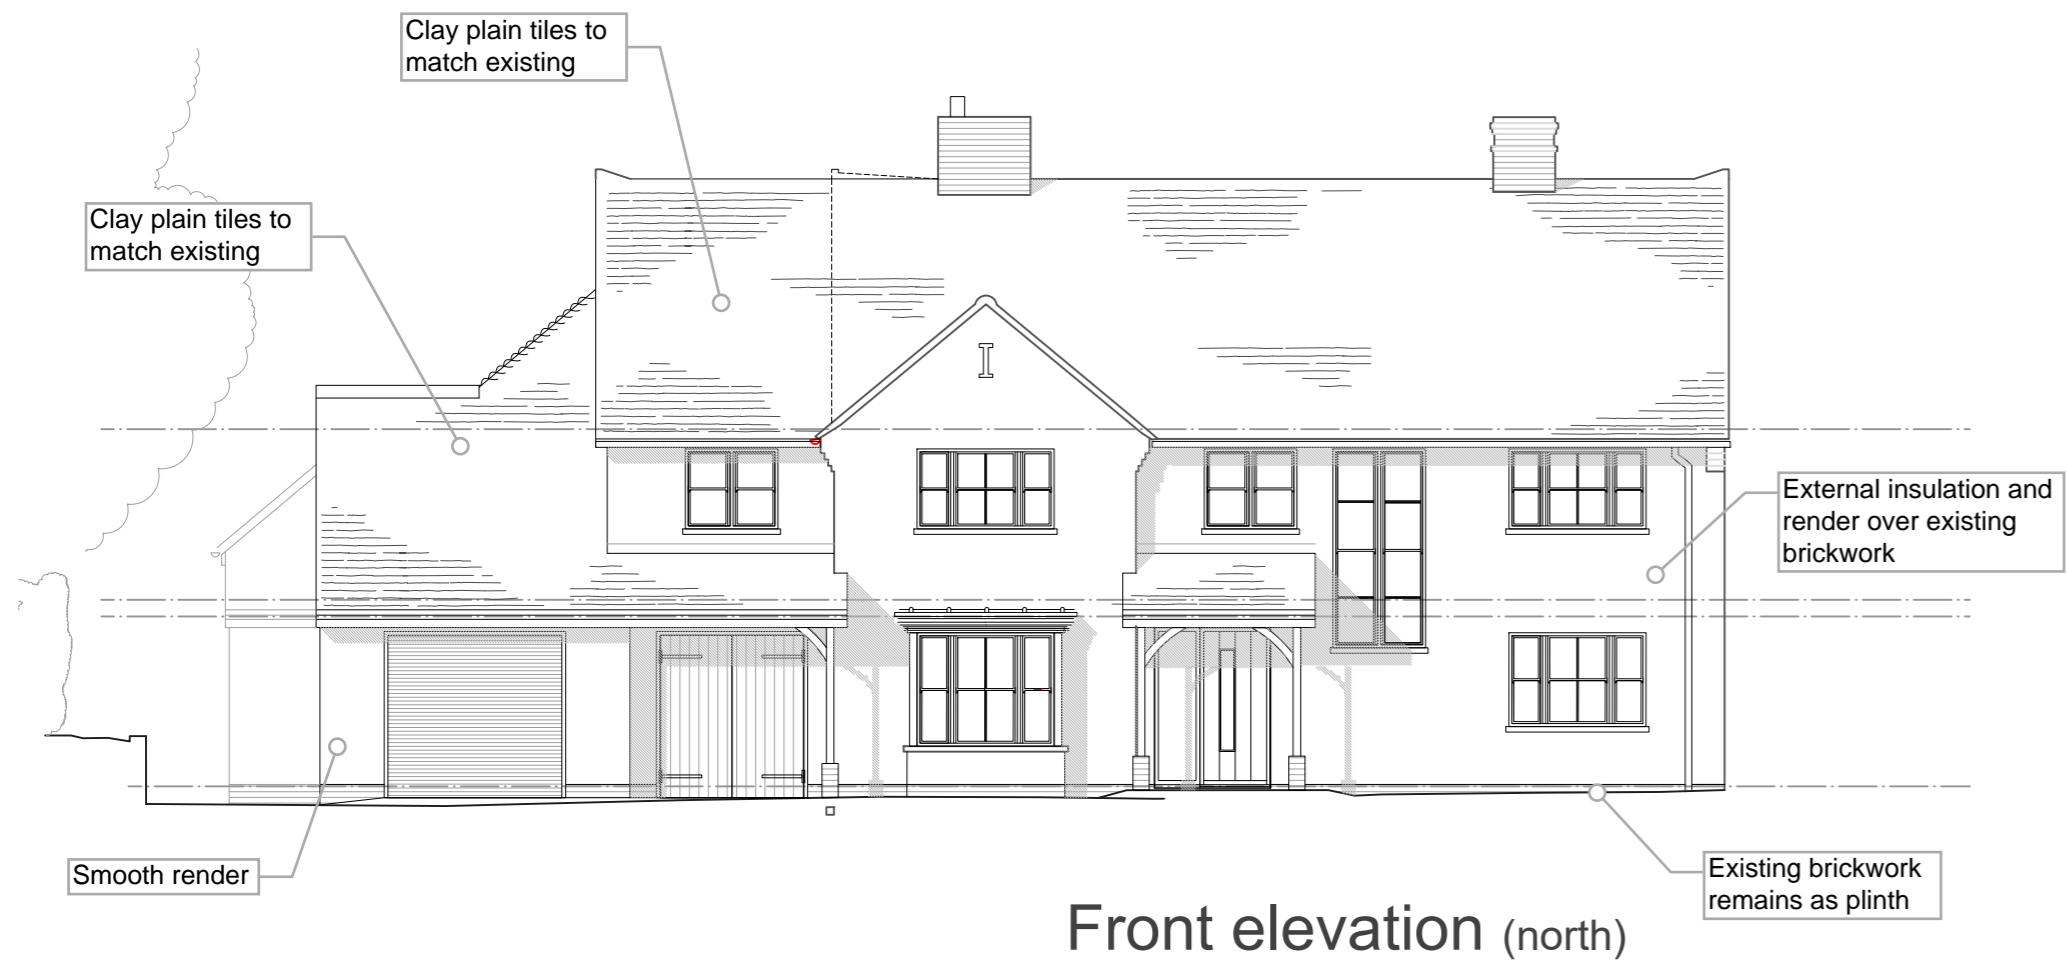 Clay plain tiles to
match existing
Clay plain tiles to
match existing
External insulation and
render over existing
brickwork
Smooth render
Existing brickwork
remains as plinth
Front elevation (north)